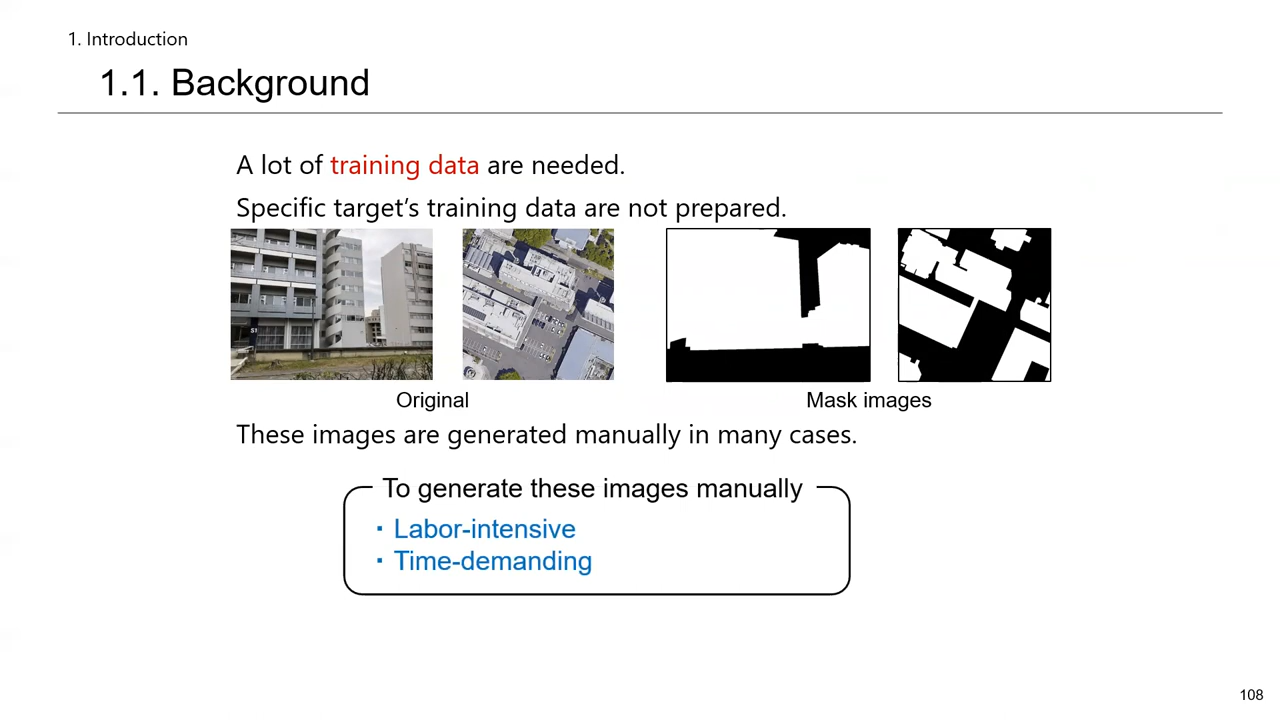 1. Introduction
1.1. Background
A lot of training data are needed.
Specific target's training data are not prepared.
Original
Mask images
These images are generated manually in many cases.
To generate these images manually
・Labor-intensive
・Time-demanding
108